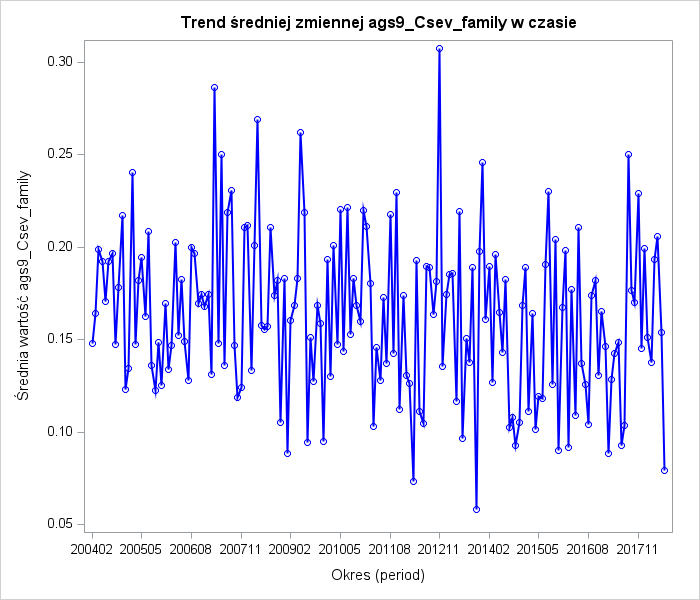 Trend średniej zmiennej ags9_Csev_family w czasie
0.30
0.25
0.20
0.15
0.10
0.05
Średnia wartość ags9_Csev_family
200402 200505 200608 200711 200902 201005 201108 201211 201402 201505 201608 201711
Okres (period)